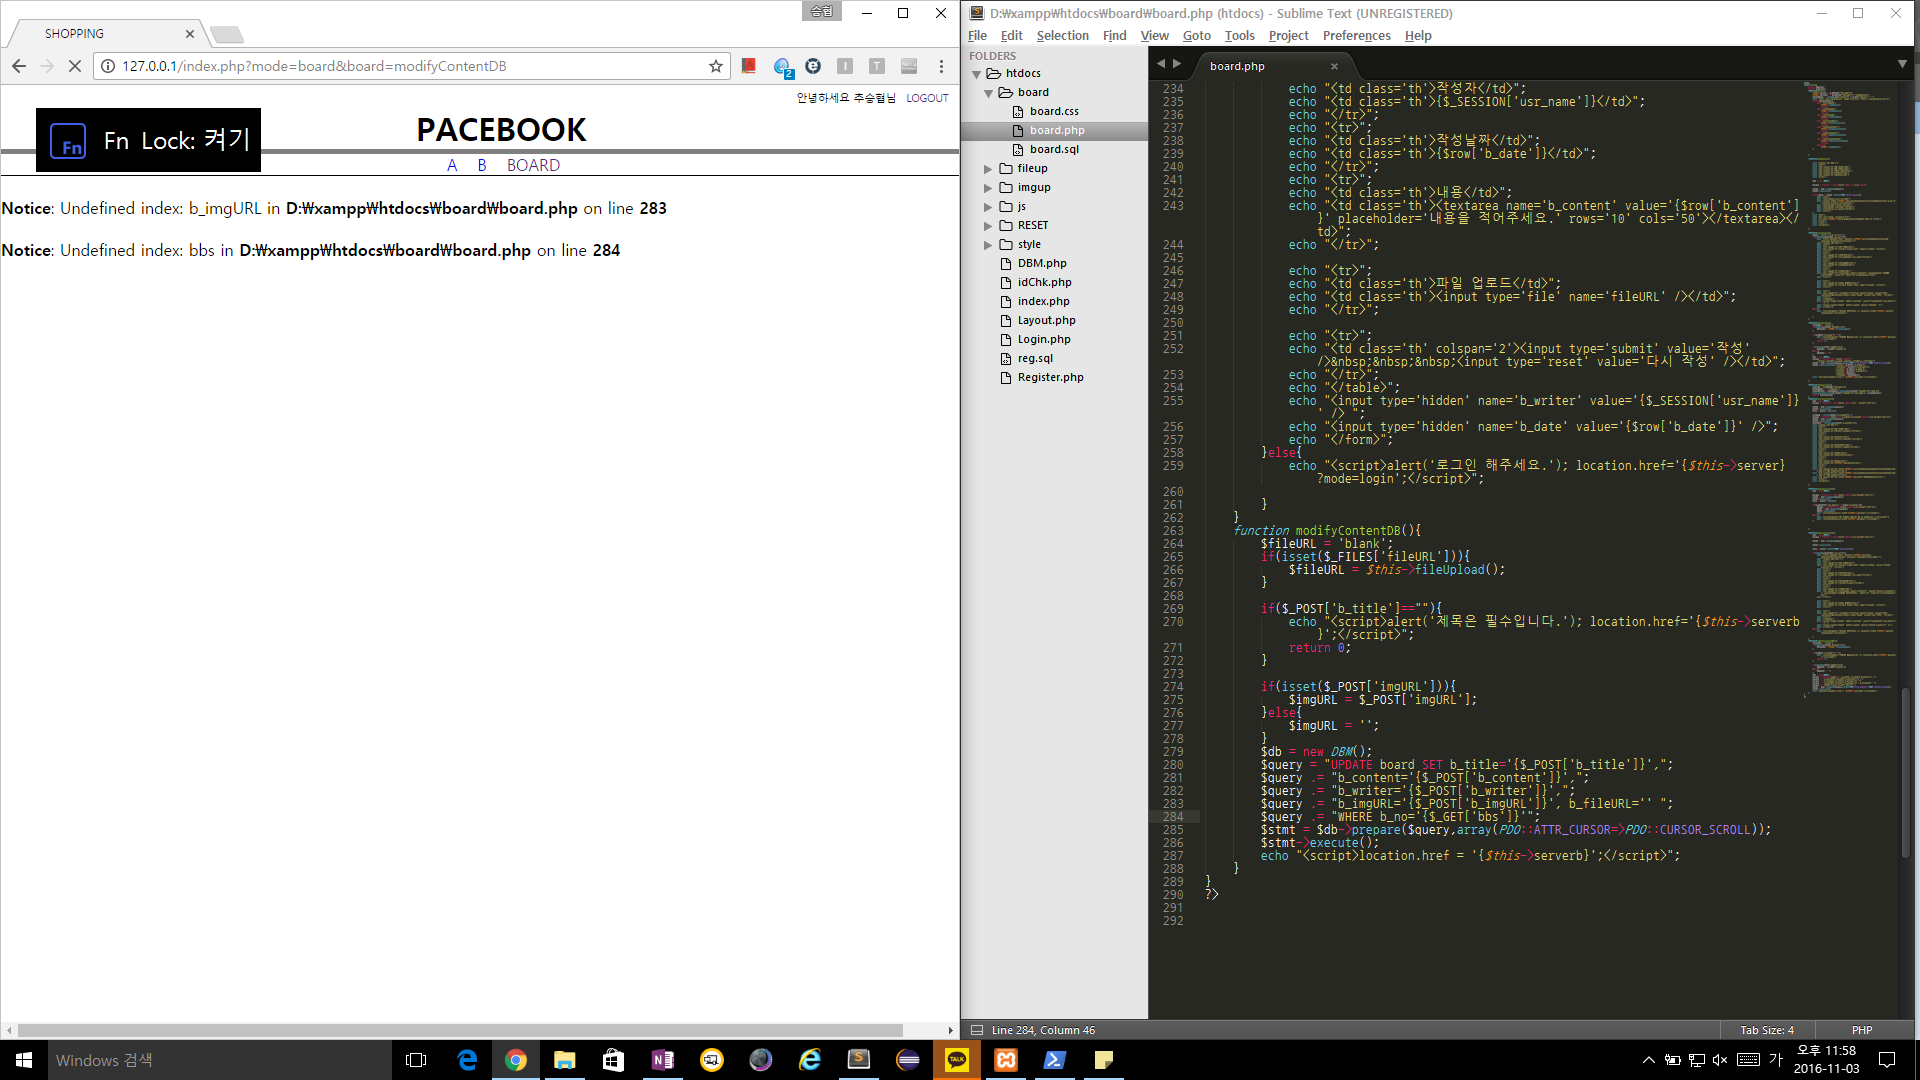 승협
SHOPPING
127.0.0.1/index.php?mode=board&board=modifyContentDB
2
안녕하세요 추승협님 LOGOUT
Fn Fn Lock: 켜기
PACEBOOK
A B BOARD
Notice: Undefined index: b_imgURL in D:₩xampp₩htdocs₩board₩board.php on line 283
Notice: Undefined index: bbs in D:₩xampp₩htdocs₩board₩board.php on line 284
D:₩xampp₩htdocs₩board₩board.php (htdocs) - Sublime Text (UNREGISTERED)
File Edit Selection Find View Goto Tools Project Preferences Help
FOLDERS
htdocs
board
board.css
board.php
board.sql
fileup
imgup
js
RESET
style
DBM.php
idChk.php
index.php
Layout.php
Login.php
reg.sql
Register.php
board.php
234 echo "<td class='th'>작성자</td>";
235 echo "<td class='th'>{$_SESSION['usr_name']}</td>";
236 echo "</tr>";
237 echo "<tr>";
238 echo "<td class='th'>작성날짜</td>";
239 echo "<td class='th'>{$row['b_date']}</td>";
240 echo "</tr>";
241 echo "<tr>";
242 echo "<td class='th'>내용</td>";
243 echo "<td class='th'><textarea name='b_content' value='{$row['b_content']
}' placeholder='내용을 적어주세요.' rows='10' cols='50'></textarea></
td>";
244 echo "</tr>";
245
246 echo "<tr>";
247 echo "<td class='th'>파일 업로드</td>";
248 echo "<td class='th'><input type='file' name='fileURL' /></td>";
249 echo "</tr>";
250
251 echo "<tr>";
252 echo "<td class='th' colspan='2'><input type='submit' value='작성'
/>&nbsp;&nbsp;&nbsp;<input type='reset' value='다시 작성' /></td>";
253 echo "</tr>";
254 echo "</table>";
255 echo "<input type='hidden' name='b_writer' value='{$_SESSION['usr_name']}
' /> ";
256 echo "<input type='hidden' name='b_date' value='{$row['b_date']}' />";
257 echo "</form>";
258 }else{
259 echo "<script>alert('로그인 해주세요.'); location.href='{$this->server}
?mode=login';</script>";
260
261 }
262 }
263 function modifyContentDB(){
264 $fileURL = 'blank';
265 if(isset($_FILES['fileURL'])){
266 $fileURL = $this->fileUpload();
267 }
268
269 if($_POST['b_title']==""){
270 echo "<script>alert('제목은 필수입니다.'); location.href='{$this->serverb
}';</script>";
271 return 0;
272 }
273
274 if(isset($_POST['imgURL'])){
275 $imgURL = $_POST['imgURL'];
276 }else{
277 $imgURL = '';
278 }
279 $db = new DBM();
280 $query = "UPDATE board SET b_title='{$_POST['b_title']}',";
281 $query .= "b_content='{$_POST['b_content']}',";
282 $query .= "b_writer='{$_POST['b_writer']}',";
283 $query .= "b_imgURL='{$_POST['b_imgURL']}', b_fileURL='' ";
284 $query .= "WHERE b_no='{$_GET['bbs']}'";
285 $stmt = $db->prepare($query,array(PDO::ATTR_CURSOR=>PDO::CURSOR_SCROLL));
286 $stmt->execute();
287 echo "<script>location.href = '{$this->serverb}';</script>";
288 }
289 }
290 ?>
291
292
Line 284, Column 46
Tab Size: 4
PHP
Windows 검색
TALK
가
오후 11:58
2016-11-03